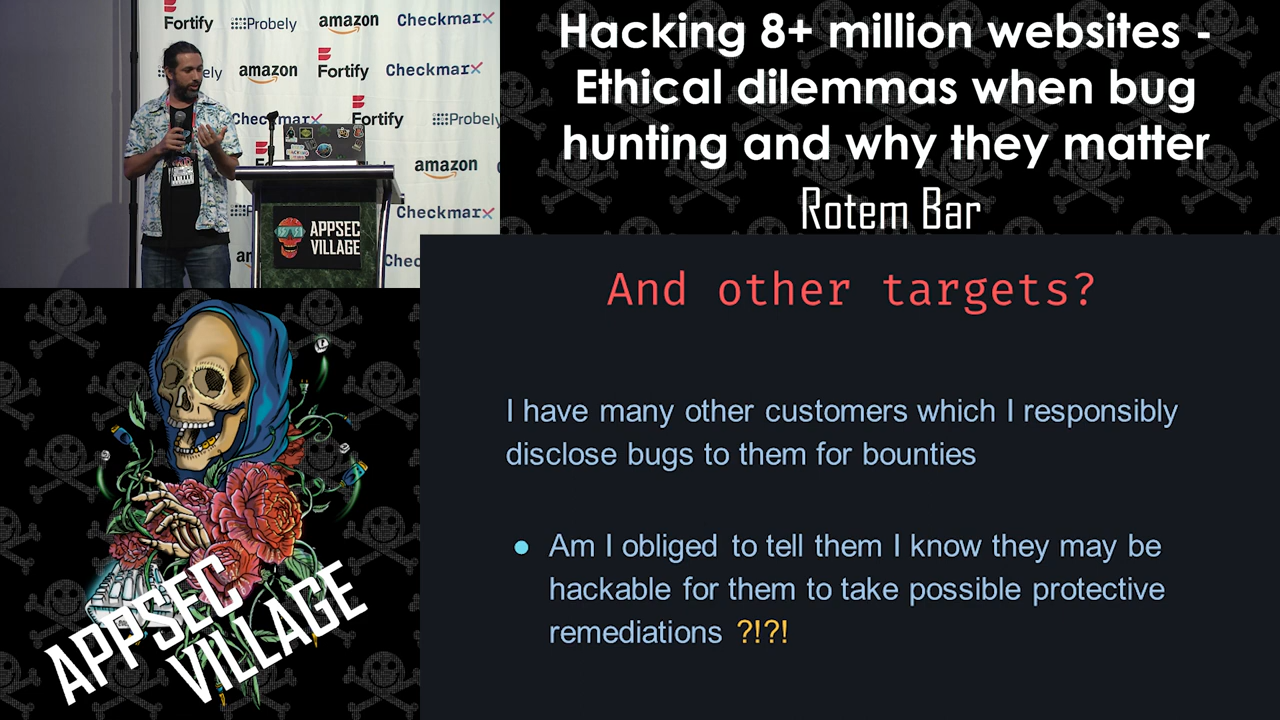 Fortify
Probely
amazon
Checkmarx
ely
amazon
Fortify
Checkmarx
Checkmarx
Fortify
Probely
amazon
Checkmarx
Checkmarx
APPSEC
VILLAGE
Hacking 8+ million websites -
Ethical dilemmas when bug
hunting and why they matter
Rotem Bar
And other targets?
I have many other customers which I responsibly
disclose bugs to them for bounties
• Am I obliged to tell them I know they may be
hackable for them to take possible protective
remediations ?!?!
APPSEC
VILLAGE